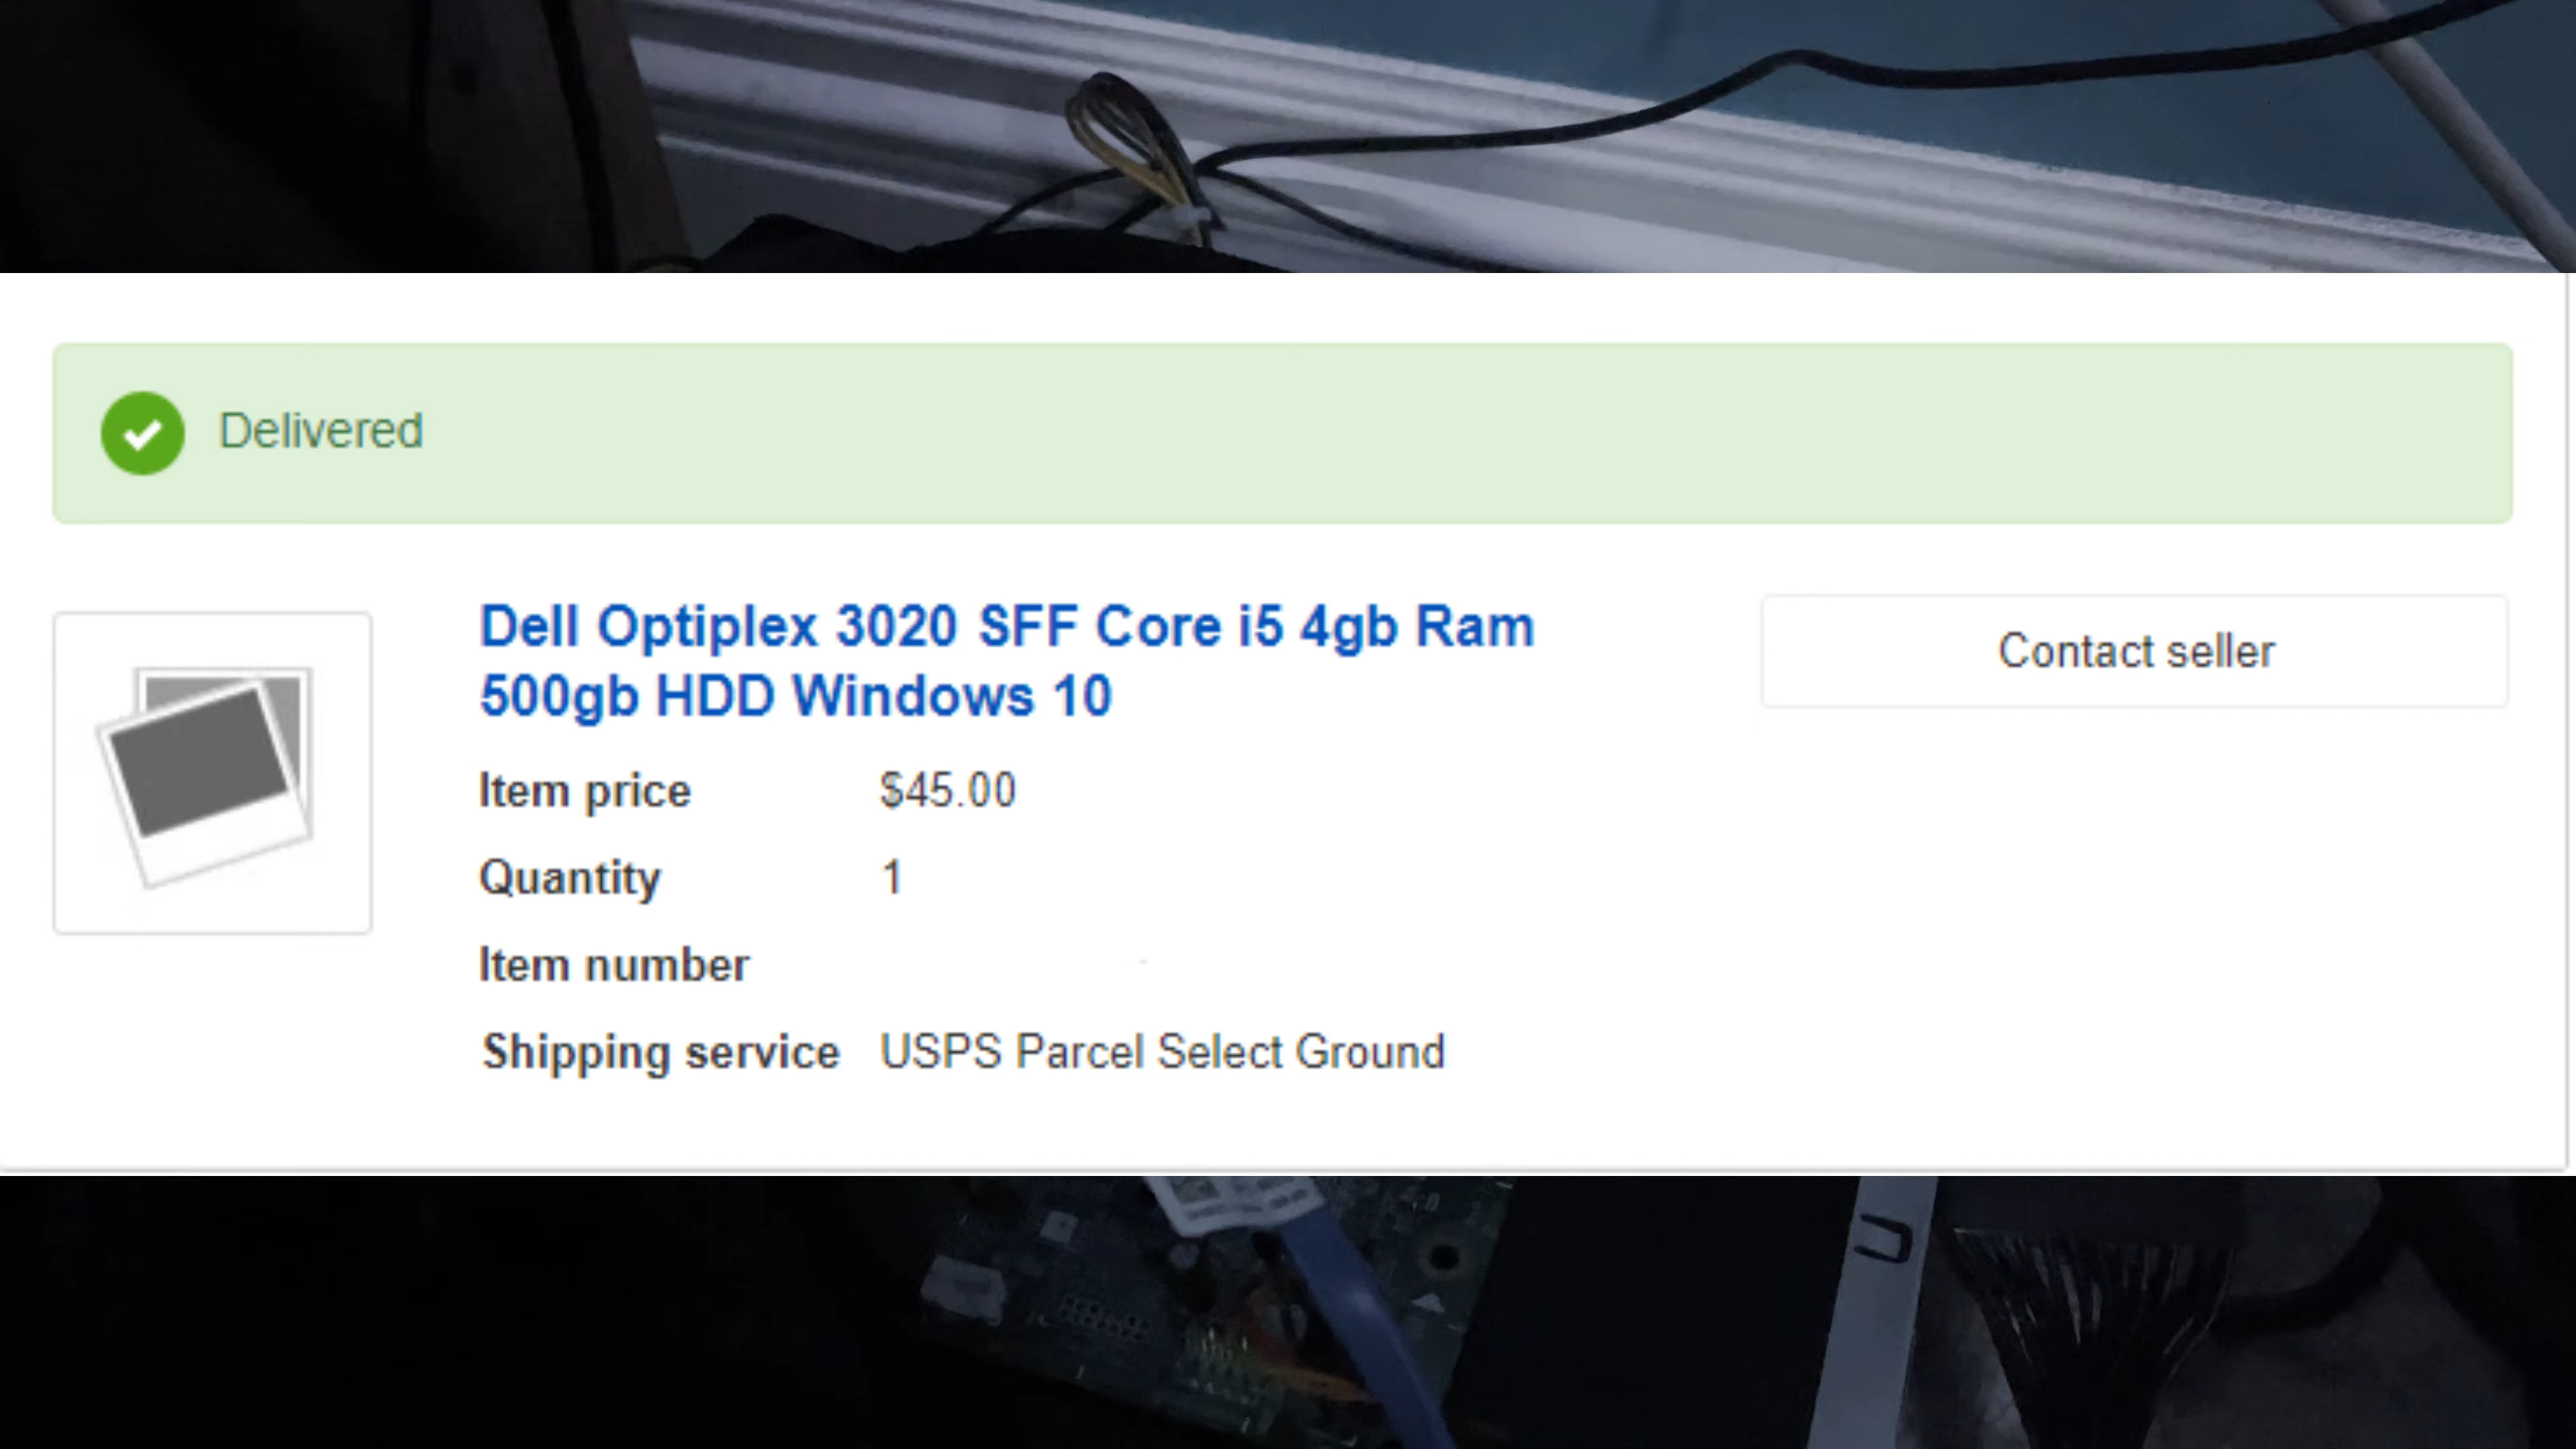 Delivered
Dell Optiplex 3020 SFF Core i5 4gb Ram
500gb HDD Windows 10
Contact seller
Item price $45.00
Quantity 1
Item number
Shipping service USPS Parcel Select Ground